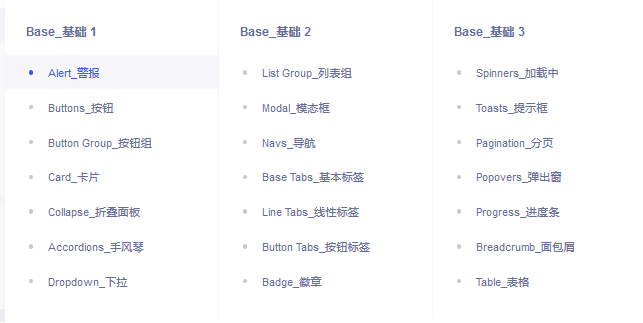 Base_基础 1
Alert_警报
Buttons_按钮
Button Group_按钮组
Card_卡片
Collapse_折叠面板
Accordions_手风琴
Dropdown_下拉
Base_基础 2
List Group_列表组
Modal_模态框
Navs_导航
Base Tabs_基本标签
Line Tabs_线性标签
Button Tabs_按钮标签
Badge_徽章
Base_基础 3
Spinners_加载中
Toasts_提示框
Pagination_分页
Popovers_弹出窗
Progress_进度条
Breadcrumb_面包屑
Table_表格